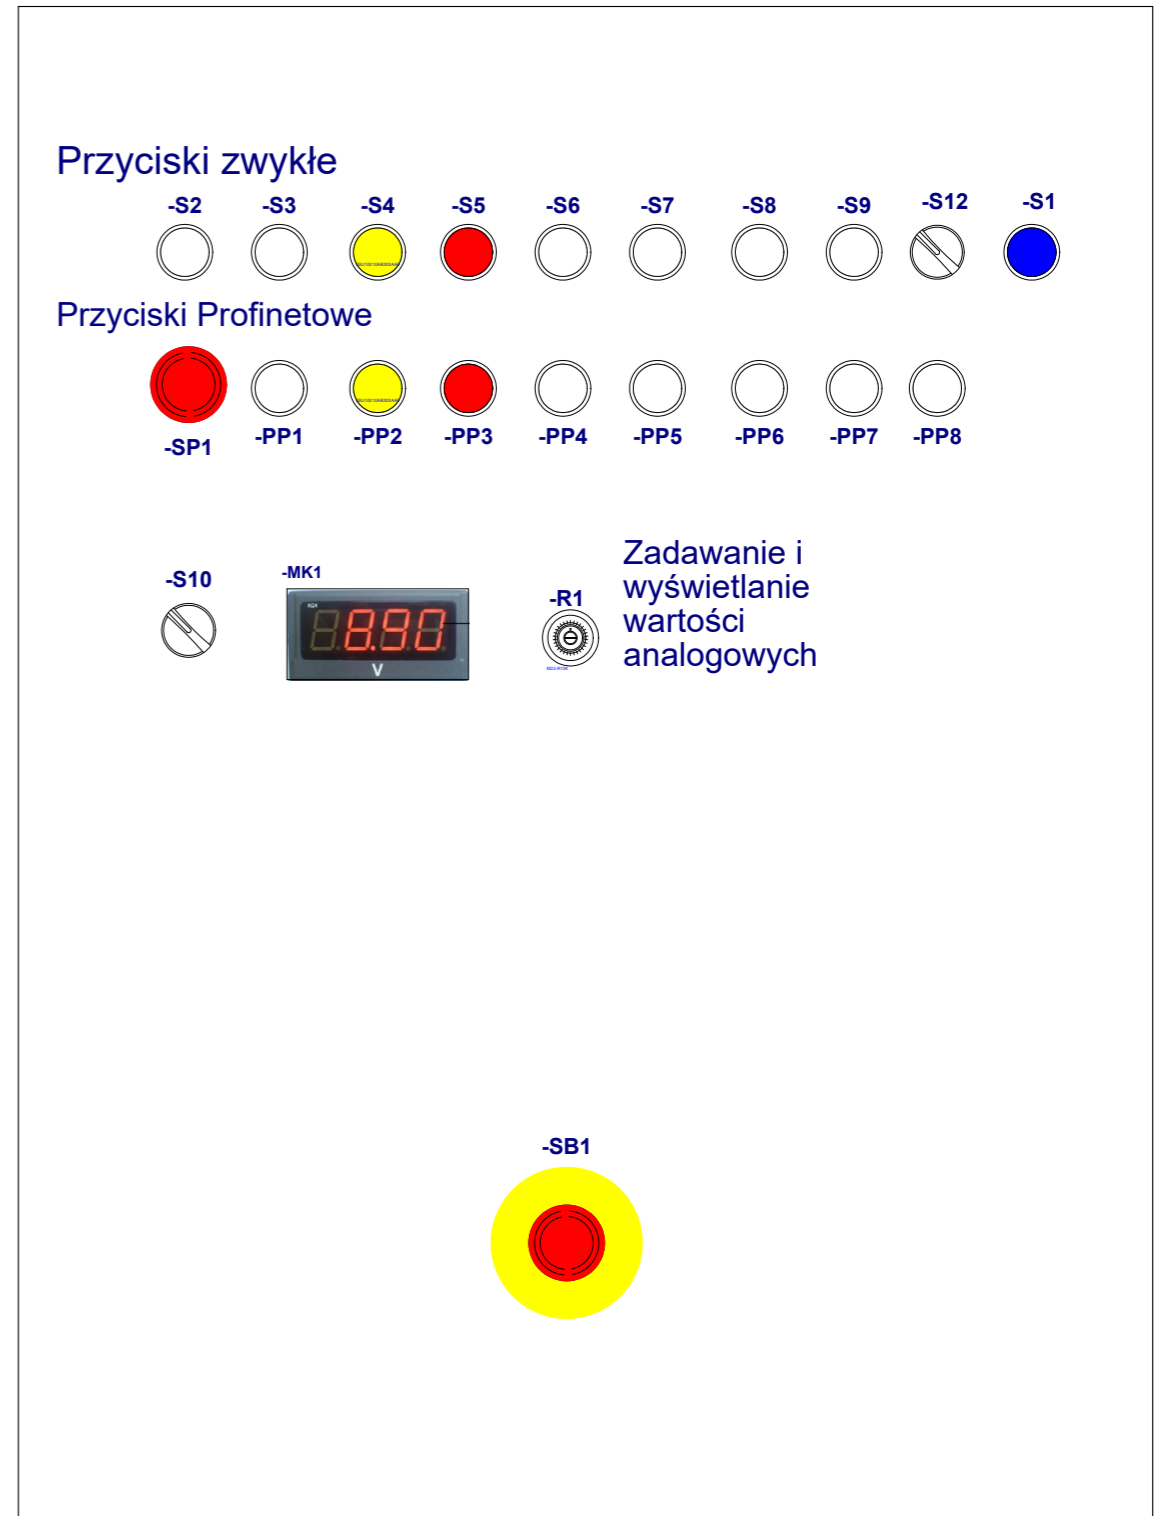 Przyciski zwykłe
-S2 -S3 -S4 -S5 -S6 -S7 -S8 -S9 -S12 -S1
Przyciski Profinetowe
-SP1 -PP1 -PP2 -PP3 -PP4 -PP5 -PP6 -PP7 -PP8
-S10 -MK1 -R1
8.90
V
Zadawanie i
wyświetlanie
wartości
analogowych
-SB1